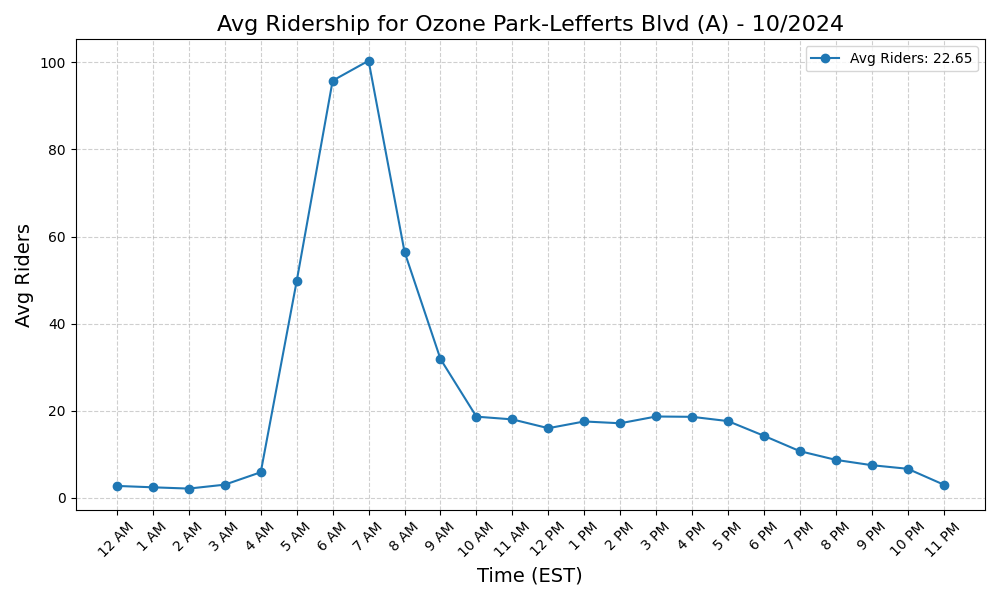 Avg Ridership for Ozone Park-Lefferts Blvd (A) - 10/2024
Avg Riders: 22.65
Avg Riders
100
80
60
40
20
0
12 AM
1 AM
2 AM
3 AM
4 AM
5 AM
6 AM
7 AM
8 AM
9 AM
10 AM
11 AM
12 PM
1 PM
2 PM
3 PM
4 PM
5 PM
6 PM
7 PM
8 PM
9 PM
10 PM
11 PM
Time (EST)